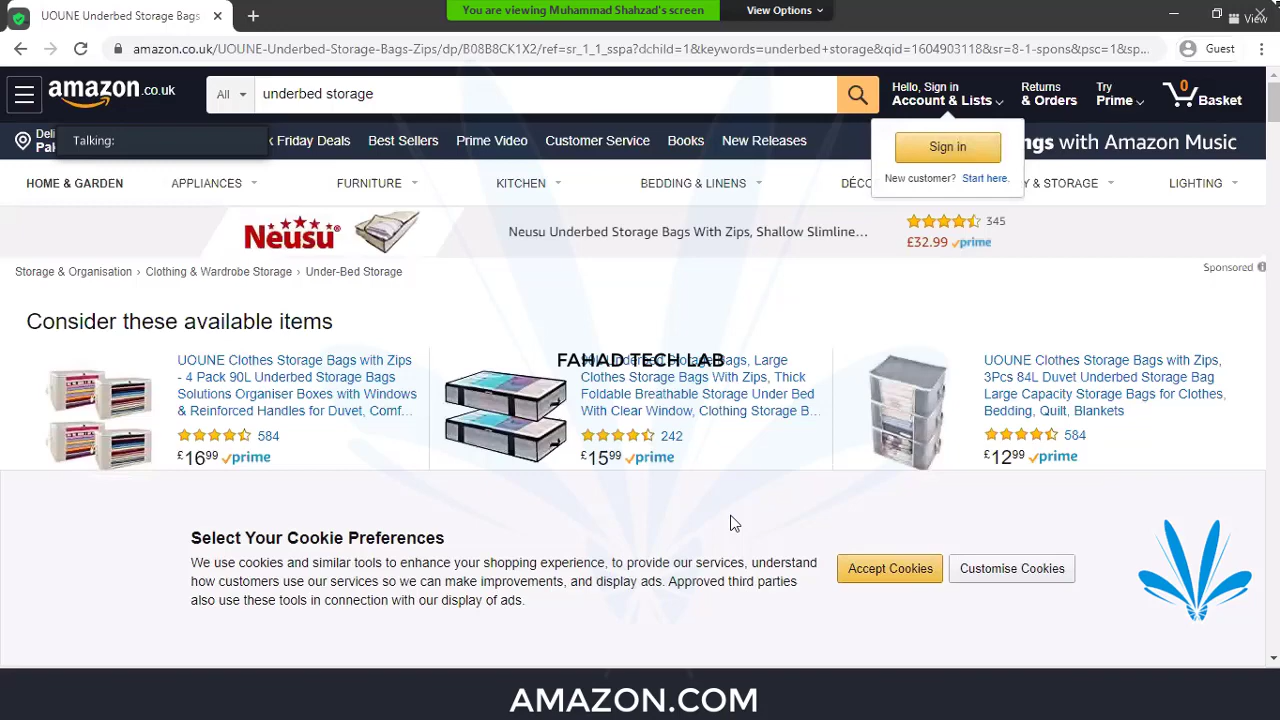 UOUNE Underbed Storage Bags
You are viewing Muhammad Shahzad's screen
View Options
View
amazon.co.uk/UOUNE-Underbed-Storage-Bags-Zips/dp/B08B8CK1X2/ref=sr_1_1_sspa?dchild=1&keywords=underbed+storage&qid=1604903118&sr=8-1-spons&psc=1&sp...
Guest
amazon.co.uk
All
underbed storage
Hello, Sign in
Account & Lists
Returns
& Orders
Try
Prime
0
Basket
Deli
Pak
Talking:
k Friday Deals
Best Sellers
Prime Video
Customer Service
Books
New Releases
ngs with Amazon Music
Sign in
New customer? Start here.
HOME & GARDEN
APPLIANCES
FURNITURE
KITCHEN
BEDDING & LINENS
DÉCO
Y & STORAGE
LIGHTING
Neusu®
Neusu Underbed Storage Bags With Zips, Shallow Slimline...
345
£32.99 prime
Storage & Organisation › Clothing & Wardrobe Storage › Under-Bed Storage
Sponsored
Consider these available items
UOUNE Clothes Storage Bags with Zips
- 4 Pack 90L Underbed Storage Bags
Solutions Organiser Boxes with Windows
& Reinforced Handles for Duvet, Comf...
584
£16.99 prime
FAHAD TECH LAB
Bags, Large
Clothes Storage Bags With Zips, Thick
Foldable Breathable Storage Under Bed
With Clear Window, Clothing Storage B...
242
£15.99 prime
UOUNE Clothes Storage Bags with Zips,
3Pcs 84L Duvet Underbed Storage Bag
Large Capacity Storage Bags for Clothes,
Bedding, Quilt, Blankets
584
£12.99 prime
Select Your Cookie Preferences
We use cookies and similar tools to enhance your shopping experience, to provide our services, understand
how customers use our services so we can make improvements, and display ads. Approved third parties
also use these tools in connection with our display of ads.
Accept Cookies
Customise Cookies
AMAZON.COM